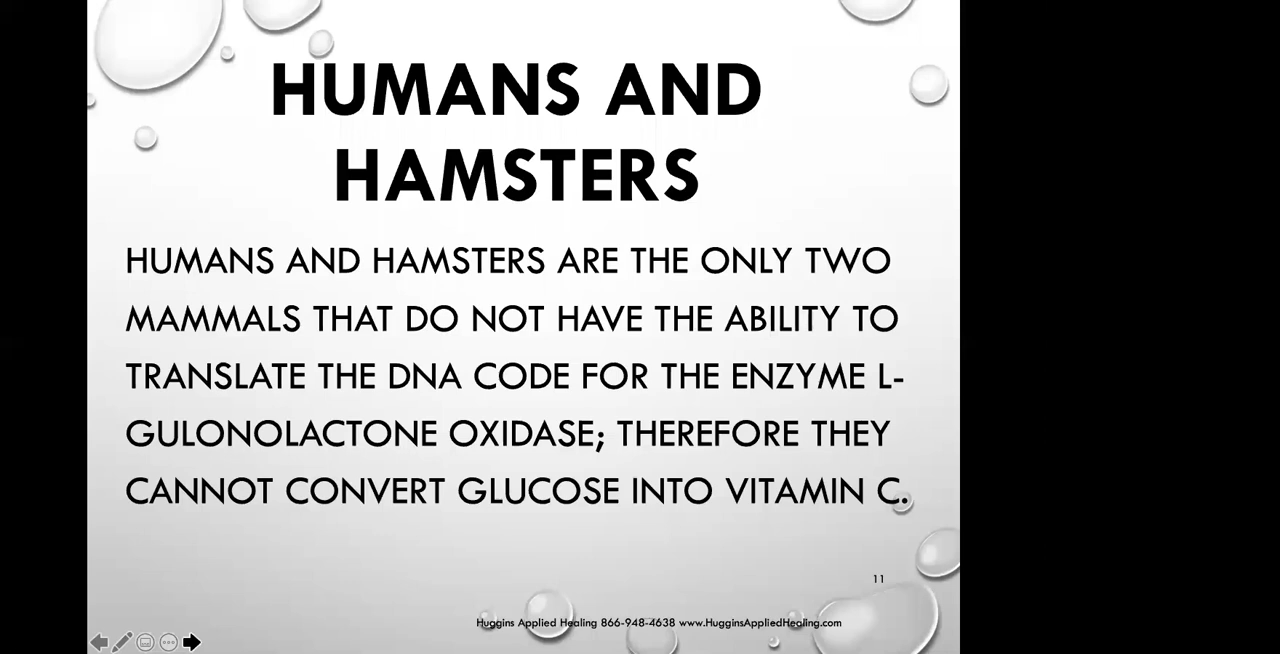 HUMANS AND
HAMSTERS
HUMANS AND HAMSTERS ARE THE ONLY TWO
MAMMALS THAT DO NOT HAVE THE ABILITY TO
TRANSLATE THE DNA CODE FOR THE ENZYME L-
GULONOLACTONE OXIDASE; THEREFORE THEY
CANNOT CONVERT GLUCOSE INTO VITAMIN C.
11
Huggins Applied Healing 866-948-4638 www.HugginsAppliedHealing.com